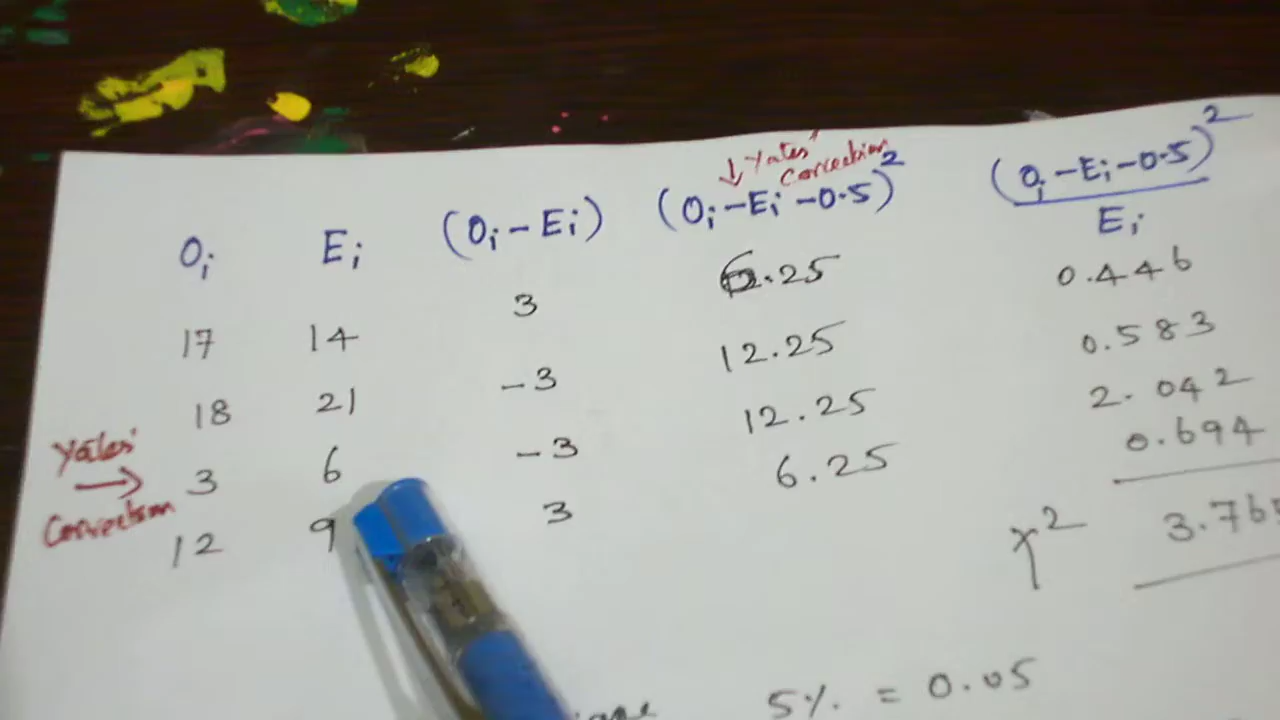 ↓ Yates' Correction
Oi Ei (Oi - Ei) (Oi - Ei - 0.5)² (Oi - Ei - 0.5)² / Ei
17 14 3 6.25 0.446
18 21 -3 12.25 0.583
Yates' → Correction
3 6 -3 12.25 2.042
12 9 3 6.25 0.694
χ² 3.76
5% = 0.05